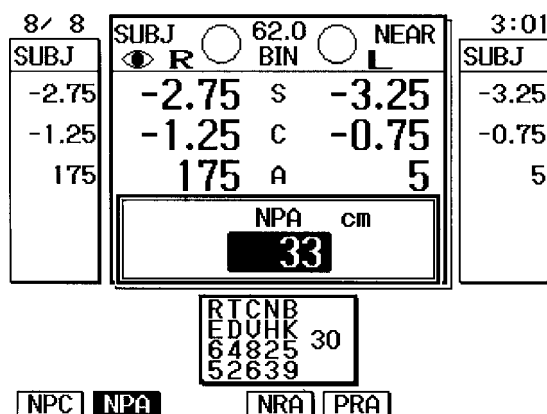 8/ 8 SUBJ 62.0 NEAR 3:01
SUBJ R BIN L SUBJ
-2.75 -2.75 S -3.25 -3.25
-1.25 -1.25 C -0.75 -0.75
175 175 A 5 5
NPA cm
33
RTCNB
EDVHK
64825 30
52639
NPC NPA NRA PRA